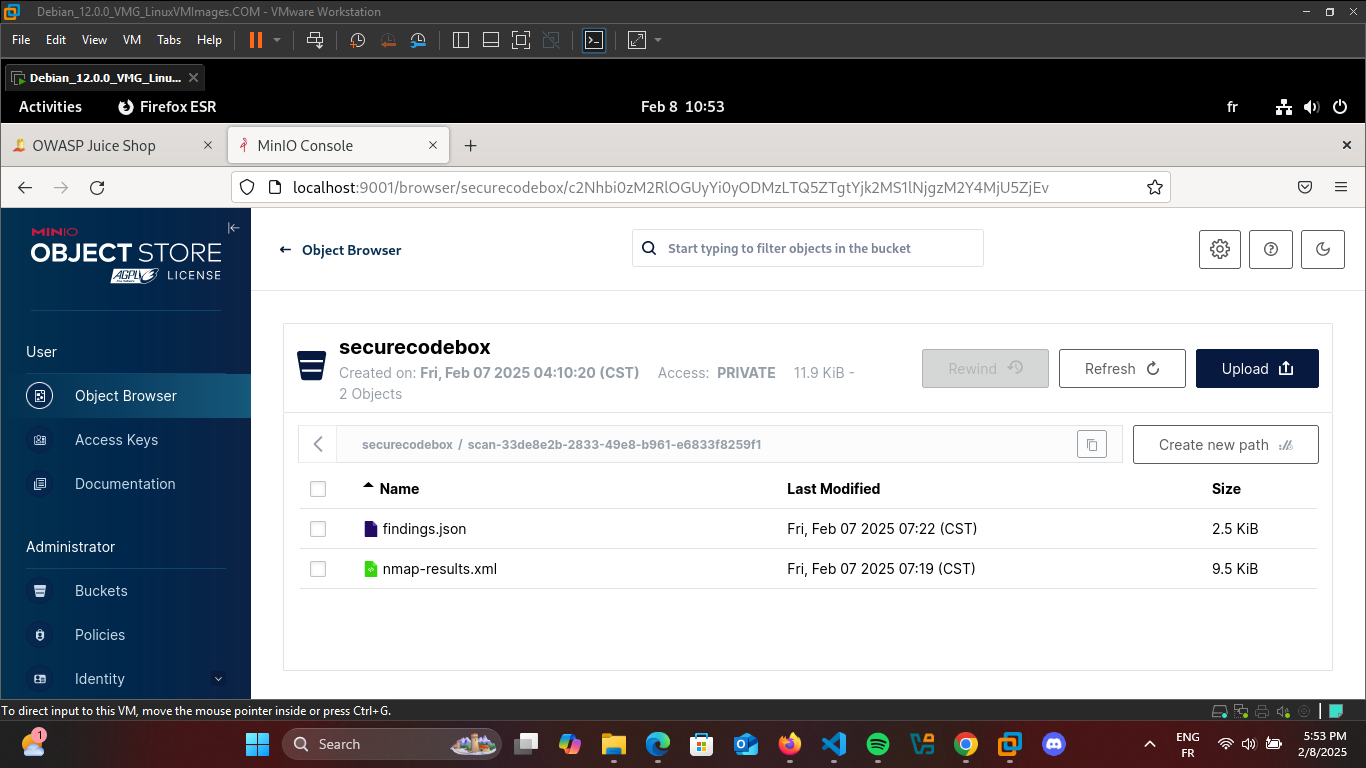 Debian_12.0.0_VMG_LinuxVMImages.COM - VMware Workstation
File Edit View VM Tabs Help
Debian_12.0.0_VMG_Linu...
Activities Firefox ESR Feb 8 10:53 fr
OWASP Juice Shop MinIO Console
localhost:9001/browser/securecodebox/c2Nhbi0zM2RlOGUyYi0yODMzLTQ5ZTgtYjk2MS1lNjgzM2Y4MjU5ZjEv
MINIO
OBJECT STORE
AGPLv3 LICENSE
Object Browser
Start typing to filter objects in the bucket
User
Object Browser
Access Keys
Documentation
Administrator
Buckets
Policies
Identity
securecodebox
Created on: Fri, Feb 07 2025 04:10:20 (CST) Access: PRIVATE 11.9 KiB -
2 Objects
Rewind Refresh Upload
securecodebox / scan-33de8e2b-2833-49e8-b961-e6833f8259f1
Create new path
Name Last Modified Size
findings.json Fri, Feb 07 2025 07:22 (CST) 2.5 KiB
nmap-results.xml Fri, Feb 07 2025 07:19 (CST) 9.5 KiB
To direct input to this VM, move the mouse pointer inside or press Ctrl+G.
1
Search
ENG
FR
5:53 PM
2/8/2025